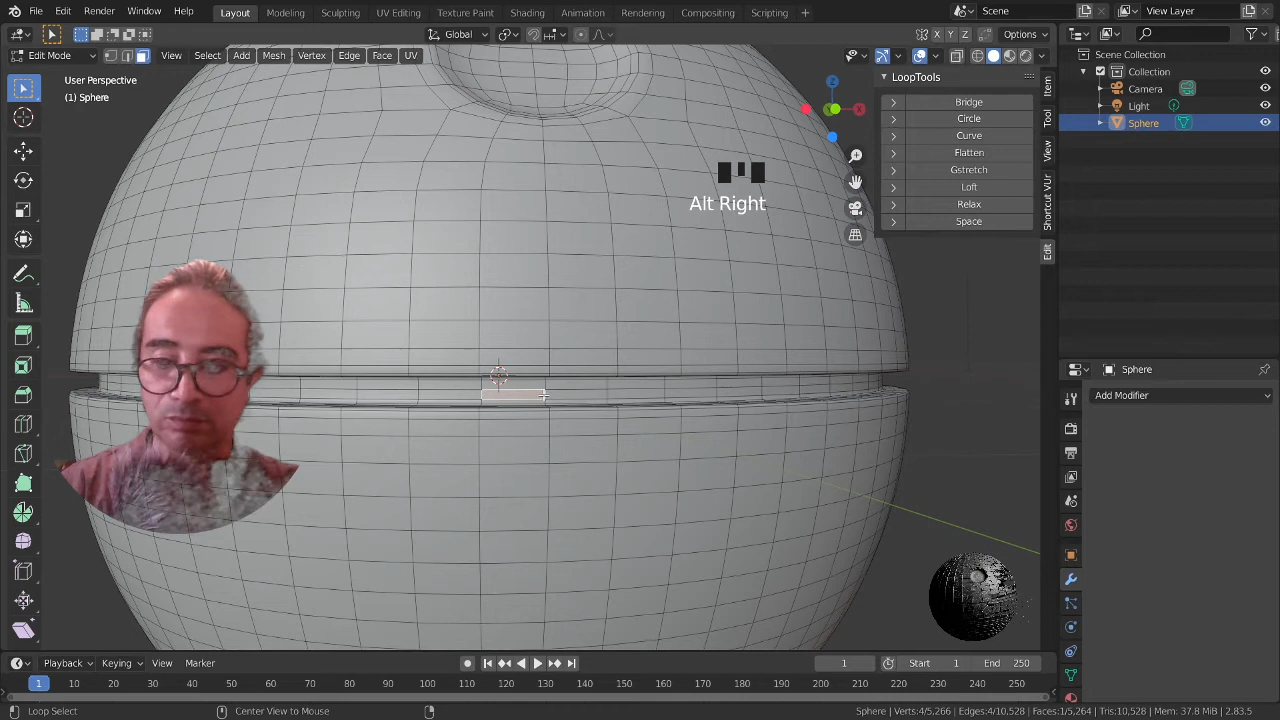 File Edit Render Window Help Layout Modeling Sculpting UV Editing Texture Paint Shading Animation Rendering Compositing Scripting + Scene View Layer
Global X Y Z Options
Edit Mode View Select Add Mesh Vertex Edge Face UV
User Perspective
(1) Sphere
LoopTools
Bridge
Circle
Curve
Flatten
Gstretch
Loft
Relax
Space
Item
Tool
View
Shortcut VUr
Edit
Z
X
Y
Alt Right
Scene Collection
Collection
Camera
Light
Sphere
Sphere
Add Modifier
Playback Keying View Marker 1 Start 1 End 250
1 10 20 30 40 50 60 70 80 90 100 110 120 130 140 150 160 170 180 190 200 210 220 230 240 250
Loop Select Center View to Mouse Sphere | Verts:4/5,266 | Edges:4/10,528 | Faces:1/5,264 | Tris:10,528 | Mem: 37.8 MiB | 2.83.5